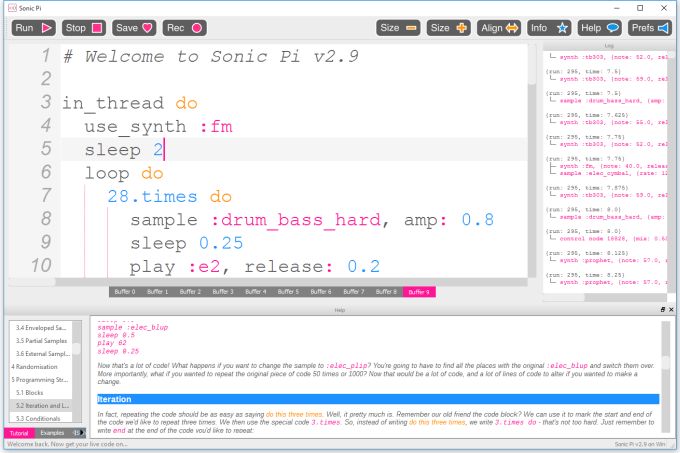 Sonic Pi
Run Stop Save Rec Size Size Align Info Help Prefs
Log
1 # Welcome to Sonic Pi v2.9
2
3 in_thread do
4 use_synth :fm
5 sleep 2
6 loop do
7 28.times do
8 sample :drum_bass_hard, amp: 0.8
9 sleep 0.25
10 play :e2, release: 0.2
synth :tb303, {note: 52.0, rel
{run: 295, time: 7.5}
synth :tb303, {note: 59.0, rel
{run: 295, time: 7.5}
sample :drum_bass_hard, {amp:
{run: 295, time: 7.625}
synth :tb303, {note: 55.0, rel
{run: 295, time: 7.75}
synth :tb303, {note: 52.0, rel
{run: 295, time: 7.75}
synth :fm, {note: 40.0, releas
sample :elec_cymbal, {rate: 12
{run: 295, time: 7.875}
synth :tb303, {note: 59.0, rel
{run: 295, time: 8.0}
sample :drum_bass_hard, {amp:
{run: 295, time: 8.0}
control node 18828, {mix: 0.6
{run: 295, time: 8.125}
synth :prophet, {note: 57.0, r
{run: 295, time: 8.25}
synth :prophet, {note: 57.0, r
Buffer 0 Buffer 1 Buffer 2 Buffer 3 Buffer 4 Buffer 5 Buffer 6 Buffer 7 Buffer 8 Buffer 9
Help
3.4 Enveloped Sa...
3.5 Partial Samples
3.6 External Sampl...
4 Randomisation
5 Programming Str...
5.1 Blocks
5.2 Iteration and L...
5.3 Conditionals
Tutorial Examples
sample :elec_blup
sleep 0.5
play 62
sleep 0.25
Now that's a lot of code! What happens if you want to change the sample to :elec_plip? You're going to have to find all the places with the original :elec_blup and switch them over.
More importantly, what if you wanted to repeat the original piece of code 50 times or 1000? Now that would be a lot of code, and a lot of lines of code to alter if you wanted to make a
change.
Iteration
In fact, repeating the code should be as easy as saying do this three times. Well, it pretty much is. Remember our old friend the code block? We can use it to mark the start and end of
the code we'd like to repeat three times. We then use the special code 3.times. So, instead of writing do this three times, we write 3.times do - that's not too hard. Just remember to
write end at the end of the code you'd like to repeat:
Welcome back. Now get your live code on...
Sonic Pi v2.9 on Win